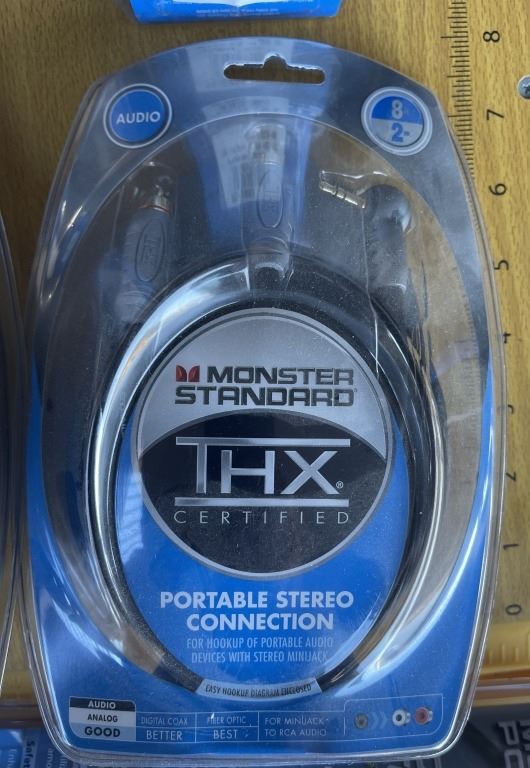 AUDIO
8
2
MONSTER
STANDARD
THX
CERTIFIED
PORTABLE STEREO
CONNECTION
FOR HOOKUP OF PORTABLE AUDIO
DEVICES WITH STEREO MINIJACK
EASY HOOKUP DIAGRAM ENCLOSED
AUDIO
ANALOG
GOOD
DIGITAL COAX
BETTER
FIBER OPTIC
BEST
FOR MINIJACK
TO RCA AUDIO
8
7
6
5
4
3
2
1
0